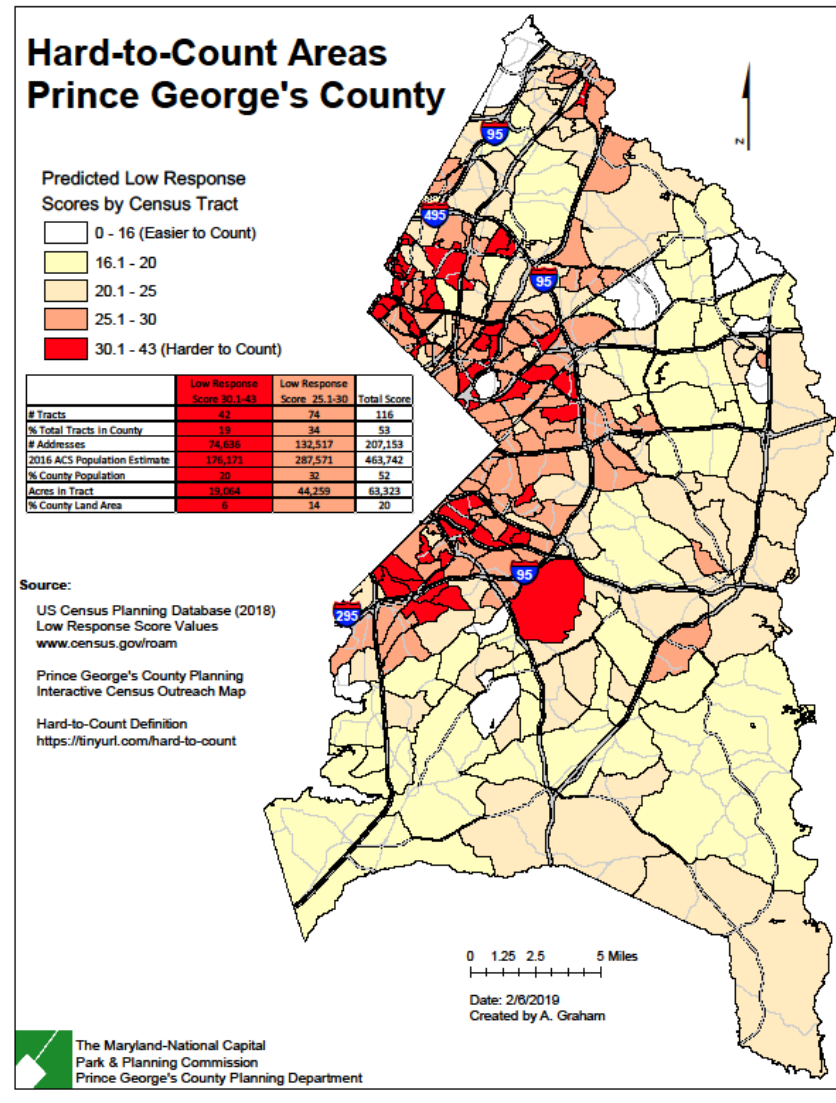 Hard-to-Count Areas
Prince George's County
N
Predicted Low Response
Scores by Census Tract
0 - 16 (Easier to Count)
16.1 - 20
20.1 - 25
25.1 - 30
30.1 - 43 (Harder to Count)
Low Response Score 30.1-43 Low Response Score 25.1-30 Total Score
# Tracts 42 74 116
% Total Tracts in County 19 34 53
# Addresses 74,636 132,517 207,153
2016 ACS Population Estimate 176,171 287,571 463,742
% County Population 20 32 52
Acres in Tract 19,064 44,259 63,323
% County Land Area 6 14 20
95
495
95
95
295
Source:
US Census Planning Database (2018)
Low Response Score Values
www.census.gov/roam
Prince George's County Planning
Interactive Census Outreach Map
Hard-to-Count Definition
https://tinyurl.com/hard-to-count
0 1.25 2.5 5 Miles
Date: 2/6/2019
Created by A. Graham
The Maryland-National Capital
Park & Planning Commission
Prince George's County Planning Department